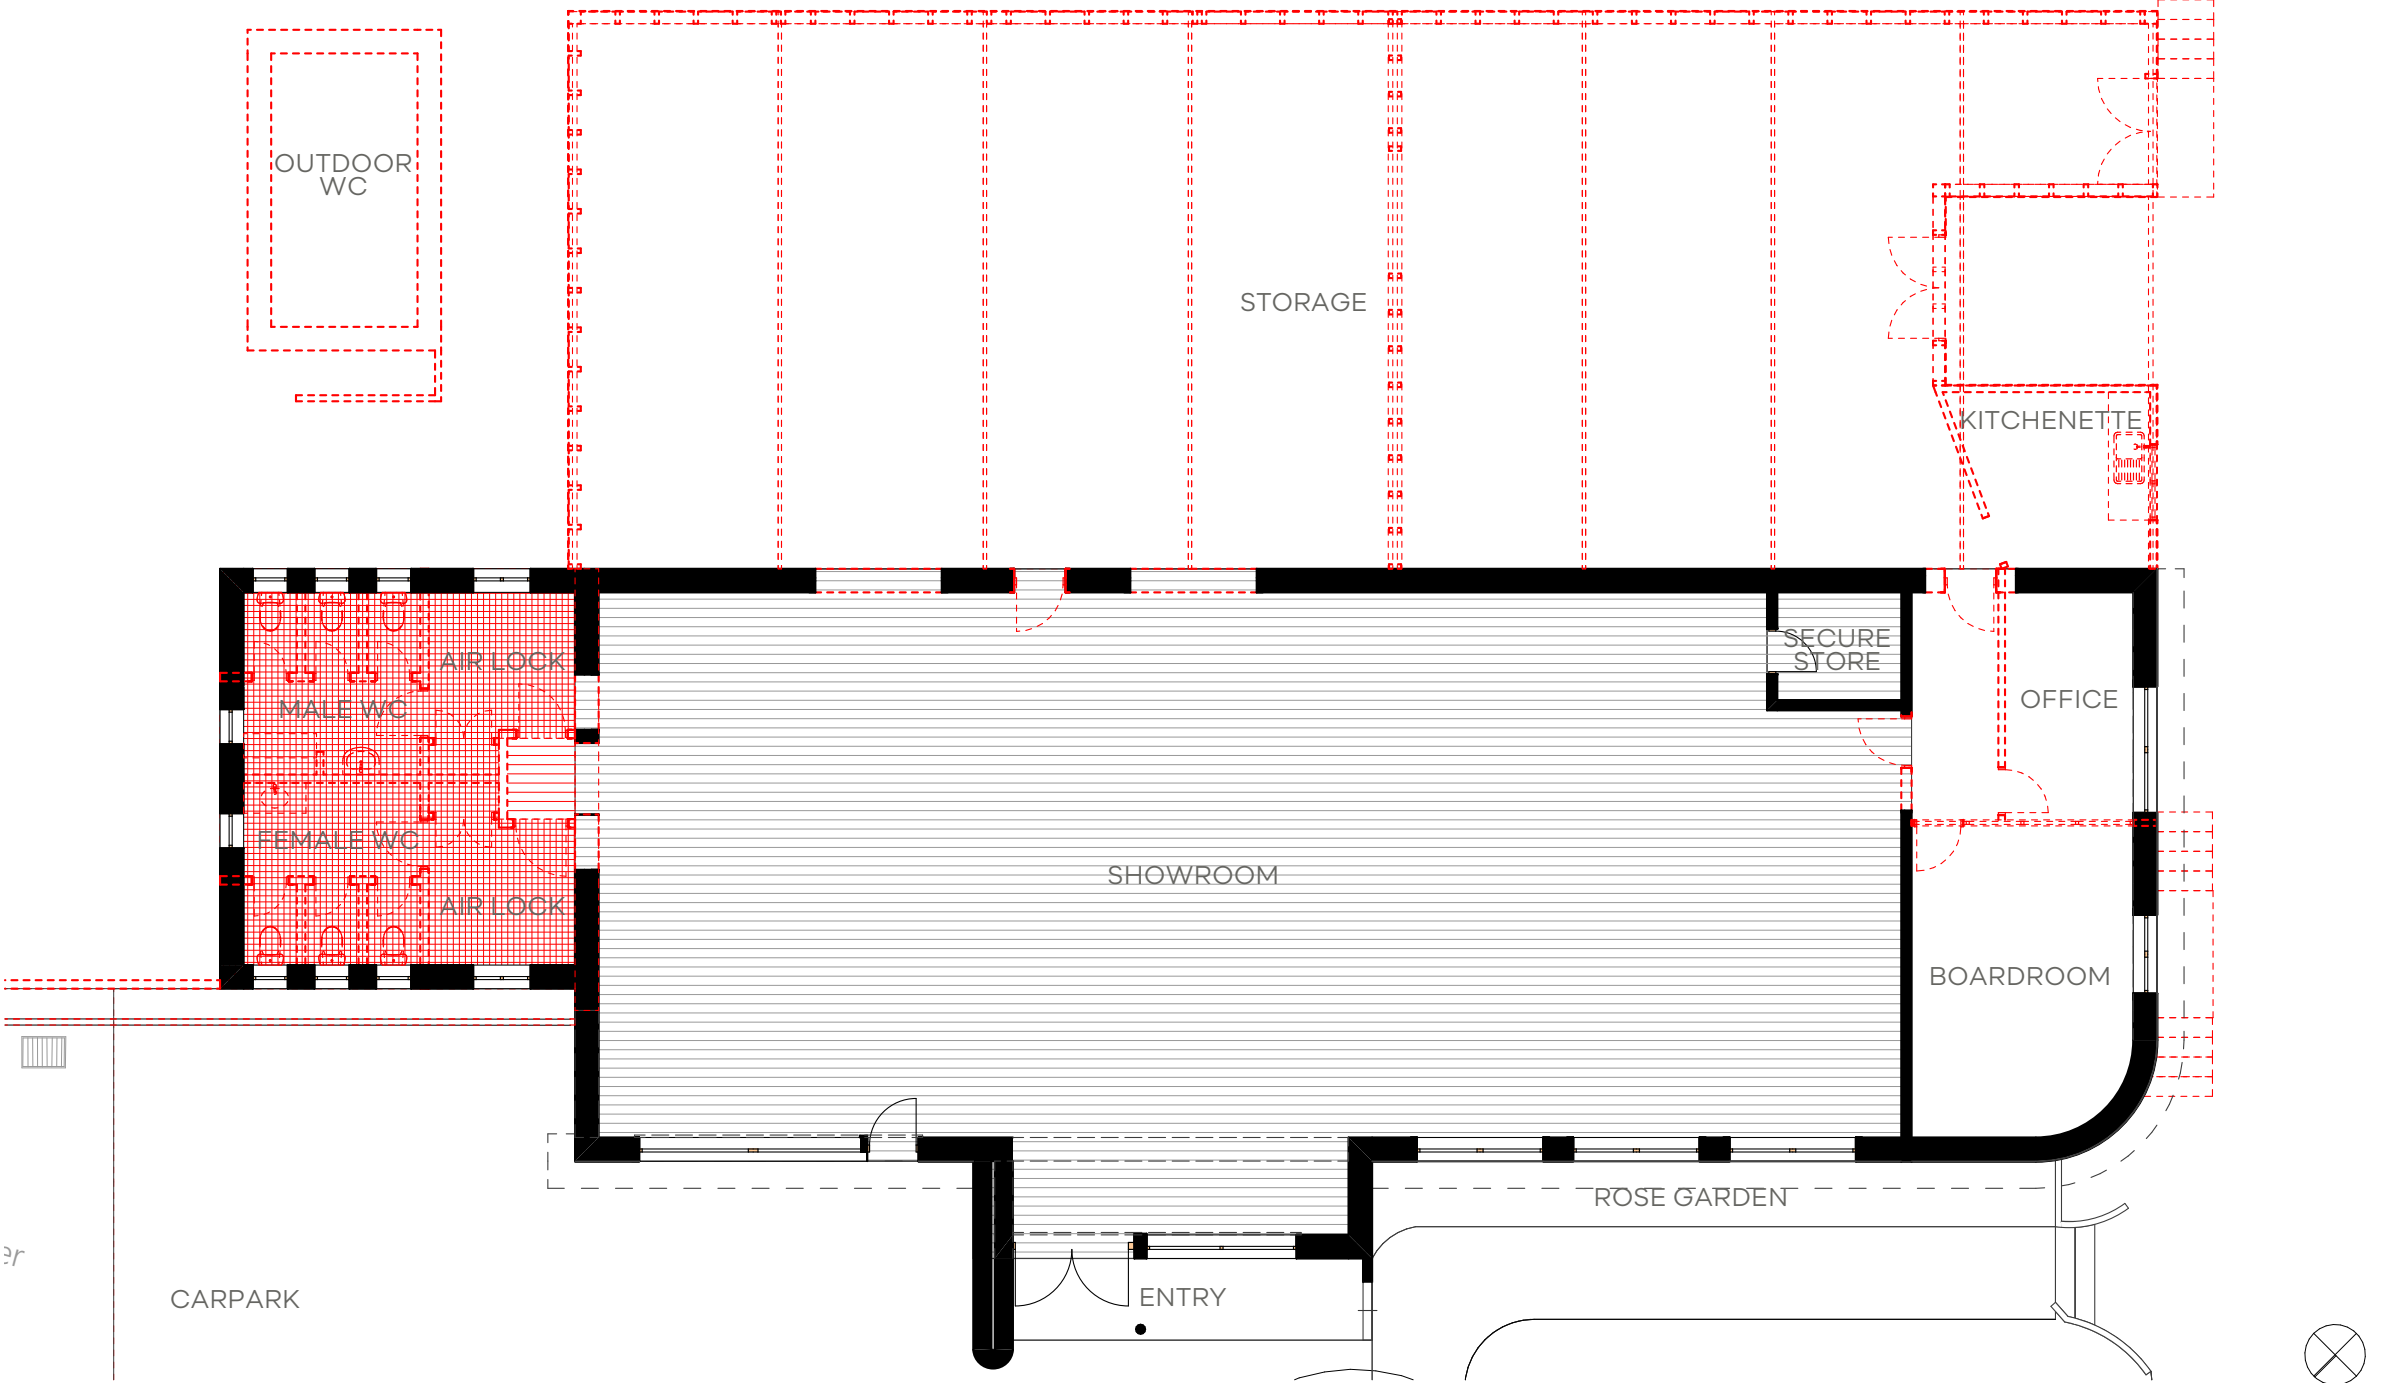 OUTDOOR
WC
STORAGE
KITCHENETTE
SECURE
STORE
OFFICE
AIR LOCK
MALE WC
FEMALE WC
AIR LOCK
SHOWROOM
BOARDROOM
ROSE GARDEN
er
CARPARK
ENTRY